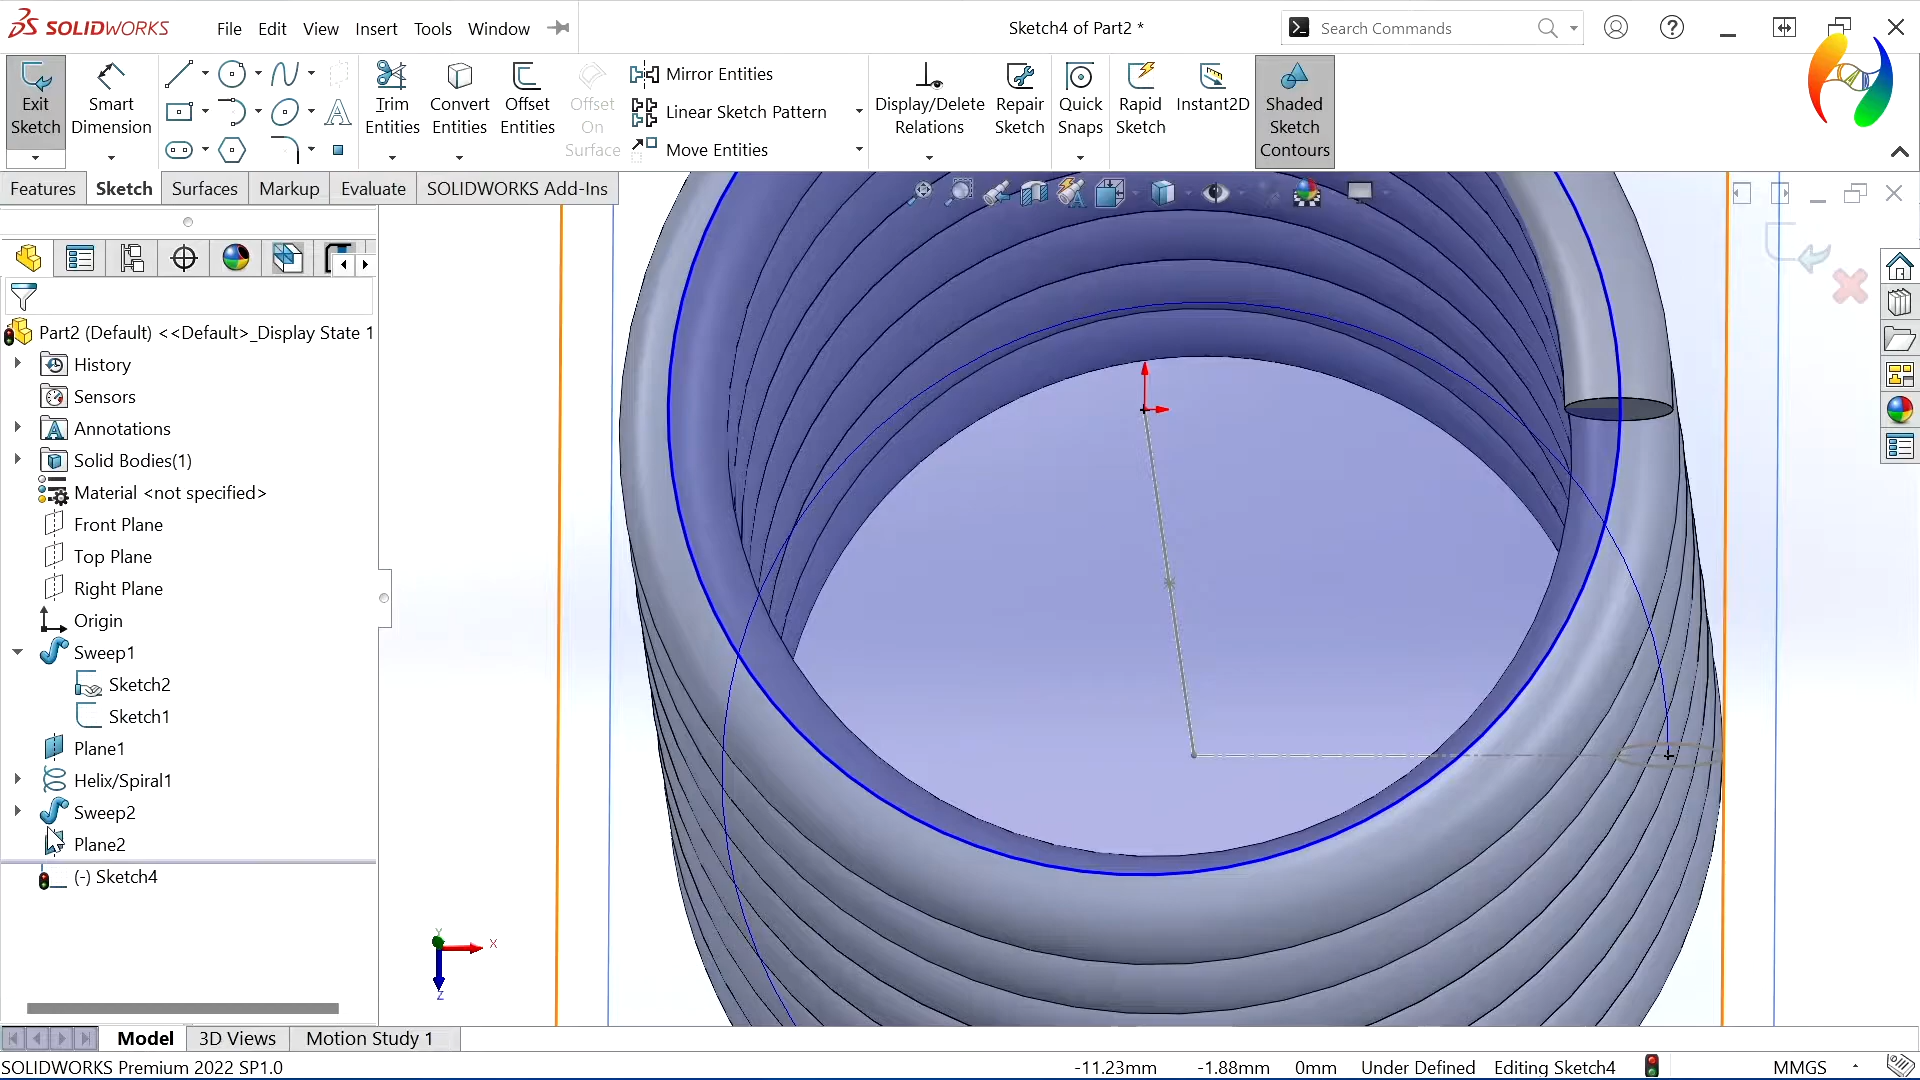 SOLIDWORKS File Edit View Insert Tools Window Sketch4 of Part2 * Search Commands
Exit Sketch
Smart Dimension
Trim Entities
Convert Entities
Offset Entities
Offset On Surface
Mirror Entities
Linear Sketch Pattern
Move Entities
Display/Delete Relations
Repair Sketch
Quick Snaps
Rapid Sketch
Instant2D
Shaded Sketch Contours
Features Sketch Surfaces Markup Evaluate SOLIDWORKS Add-Ins
Part2 (Default) <<Default>_Display State 1
History
Sensors
Annotations
Solid Bodies(1)
Material <not specified>
Front Plane
Top Plane
Right Plane
Origin
Sweep1
Sketch2
Sketch1
Plane1
Helix/Spiral1
Sweep2
Plane2
(-) Sketch4
Y
X
Z
Model 3D Views Motion Study 1
SOLIDWORKS Premium 2022 SP1.0 -11.23mm -1.88mm 0mm Under Defined Editing Sketch4 MMGS